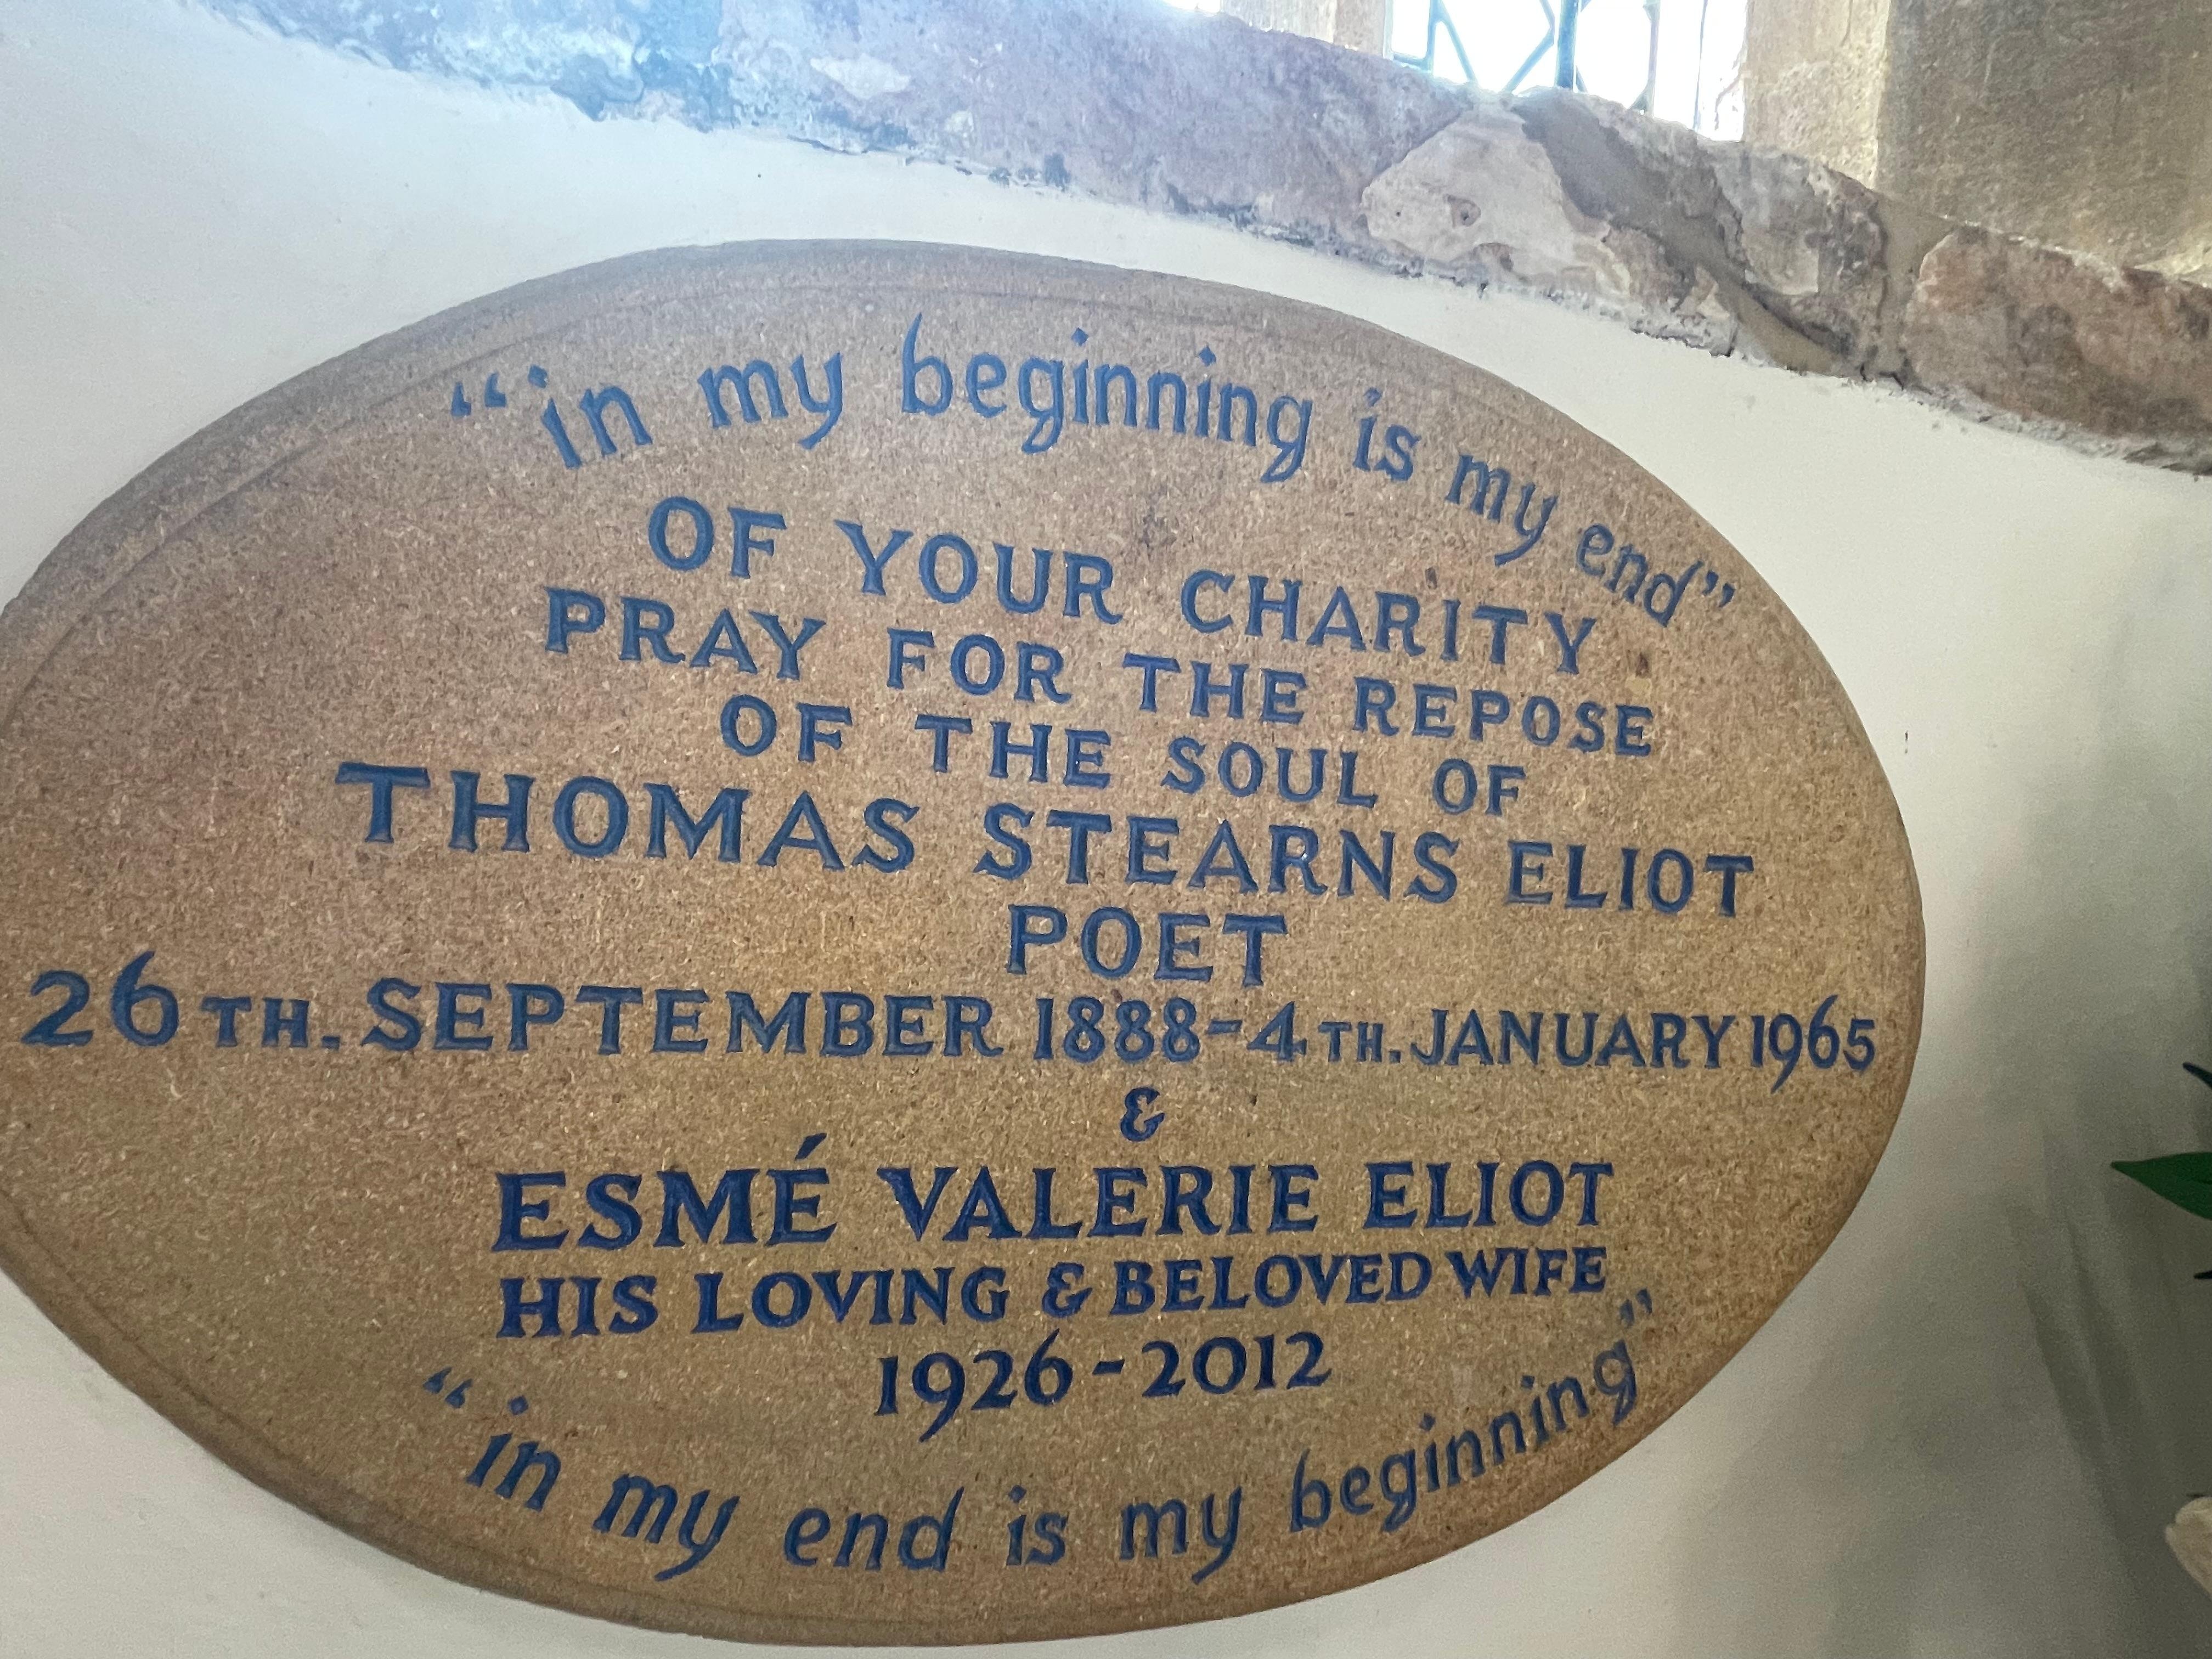 “in my beginning is my end”
OF YOUR CHARITY
PRAY FOR THE REPOSE
OF THE SOUL OF
THOMAS STEARNS ELIOT
POET
26TH. SEPTEMBER 1888-4TH. JANUARY 1965
&
ESMÉ VALERIE ELIOT
HIS LOVING & BELOVED WIFE
1926-2012
“in my end is my beginning”